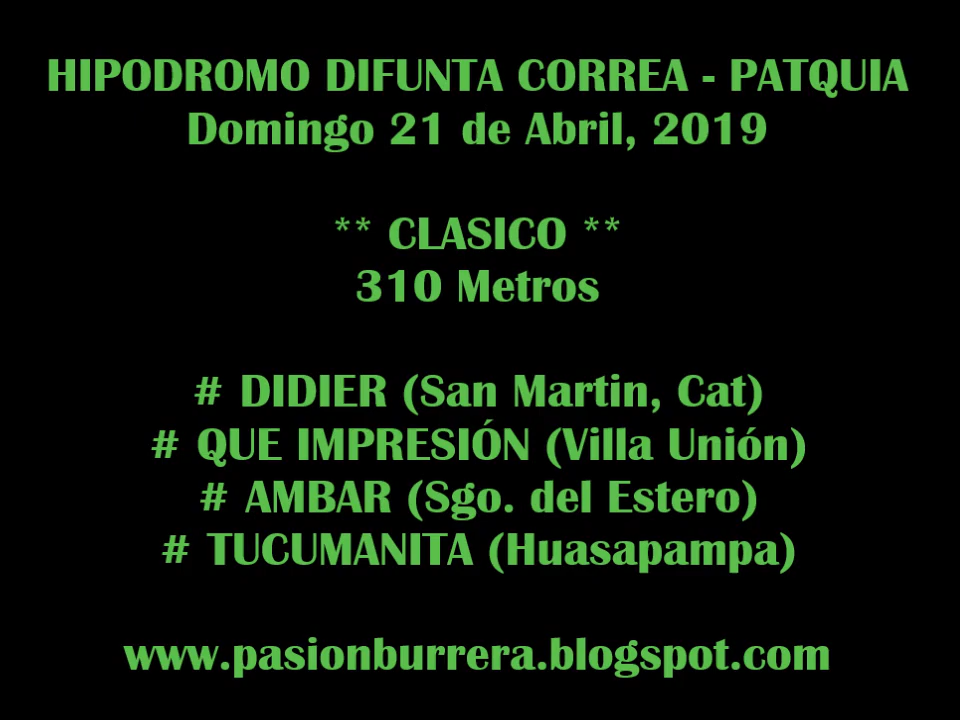 HIPODROMO DIFUNTA CORREA - PATQUIA
Domingo 21 de Abril, 2019
** CLASICO **
310 Metros
# DIDIER (San Martin, Cat)
# QUE IMPRESIÓN (Villa Unión)
# AMBAR (Sgo. del Estero)
# TUCUMANITA (Huasapampa)
www.pasionburrera.blogspot.com